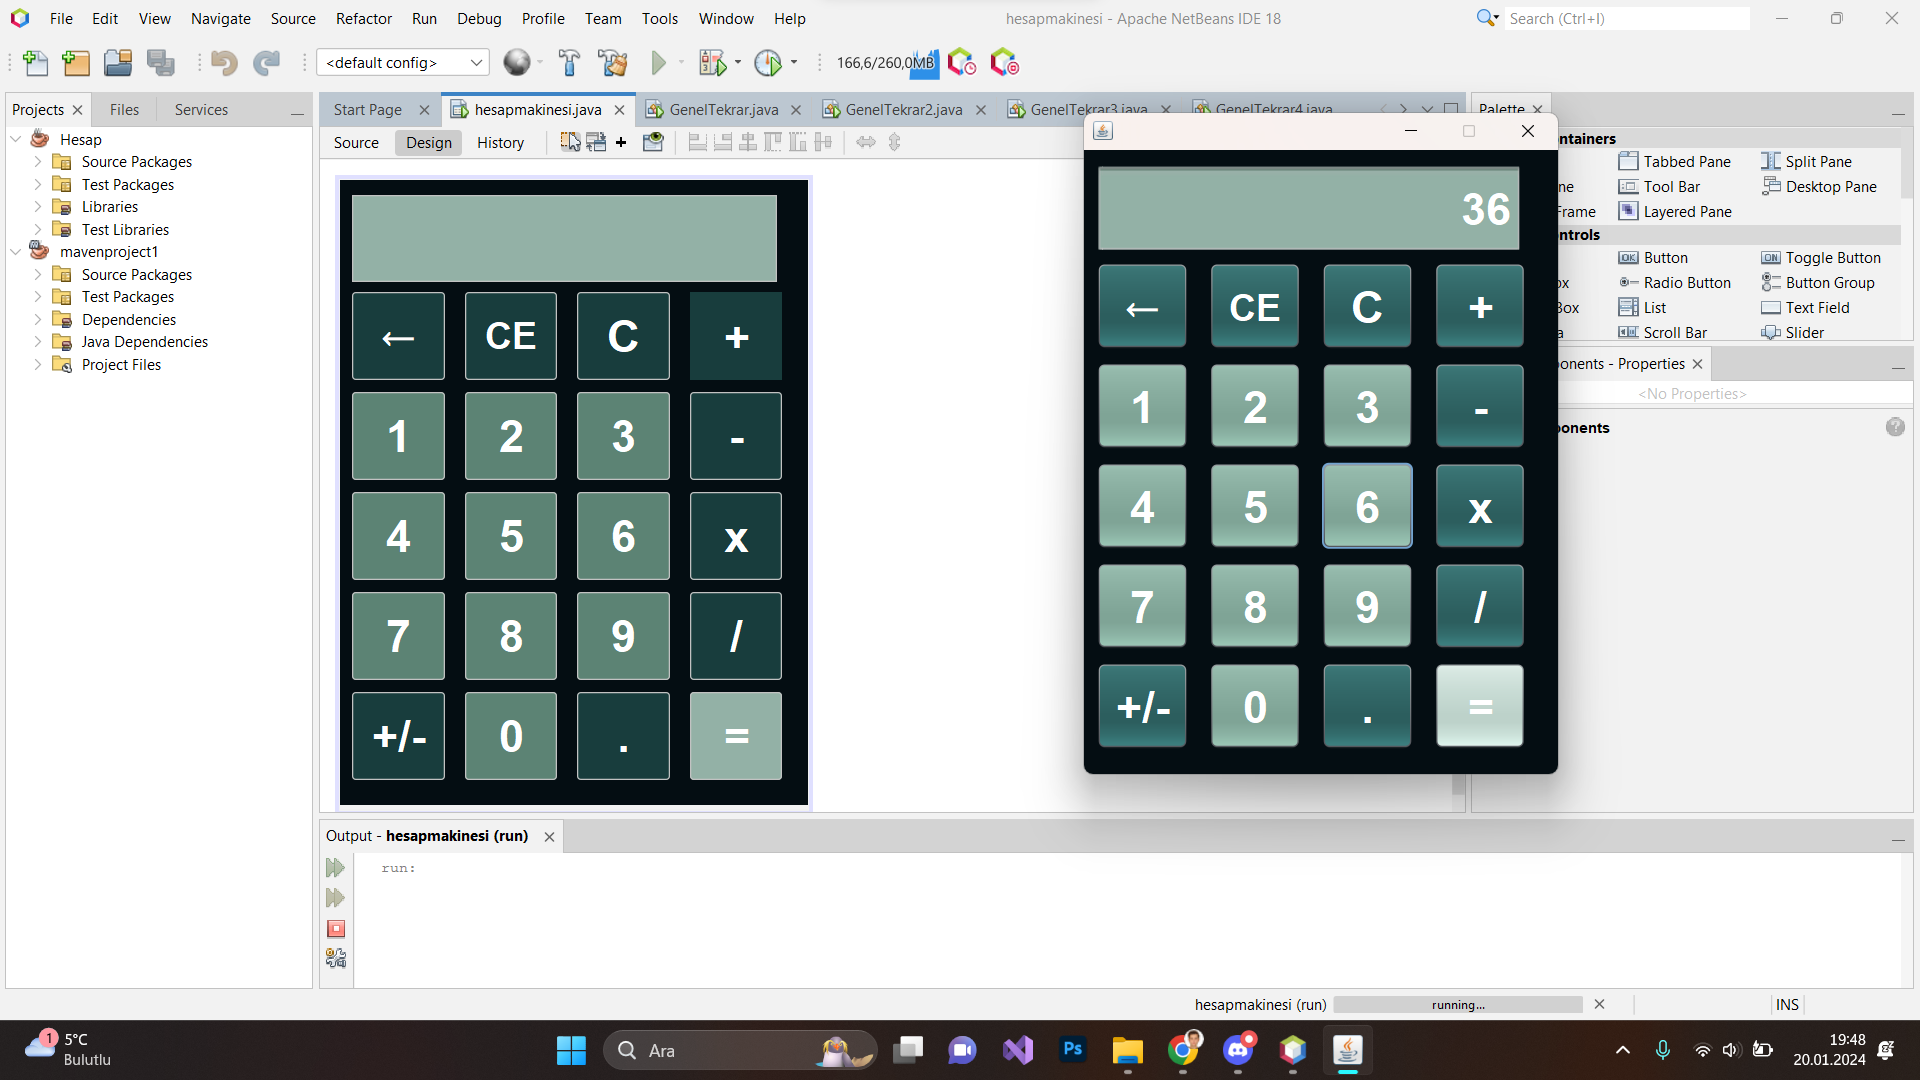 File Edit View Navigate Source Refactor Run Debug Profile Team Tools Window Help
hesapmakinesi - Apache NetBeans IDE 18
Search (Ctrl+I)
<default config>
166,6/260,0MB
Projects Files Services
Start Page hesapmakinesi.java GenelTekrar.java GenelTekrar2.java GenelTekrar3.java GenelTekrar4.java
Palette
Source Design History
Hesap
Source Packages
Test Packages
Libraries
Test Libraries
mavenproject1
Source Packages
Test Packages
Dependencies
Java Dependencies
Project Files
← CE C +
1 2 3 -
4 5 6 x
7 8 9 /
+/- 0 . =
36
← CE C +
1 2 3 -
4 5 6 x
7 8 9 /
+/- 0 . =
ntainers
Tabbed Pane Split Pane
ne Tool Bar Desktop Pane
Frame Layered Pane
ntrols
OK Button ON Toggle Button
ox Radio Button Button Group
Box List Text Field
a Scroll Bar Slider
onents - Properties
<No Properties>
onents
?
Output - hesapmakinesi (run)
run:
hesapmakinesi (run) running... INS
1
5°C
Bulutlu
Ara
Ps
19:48
20.01.2024